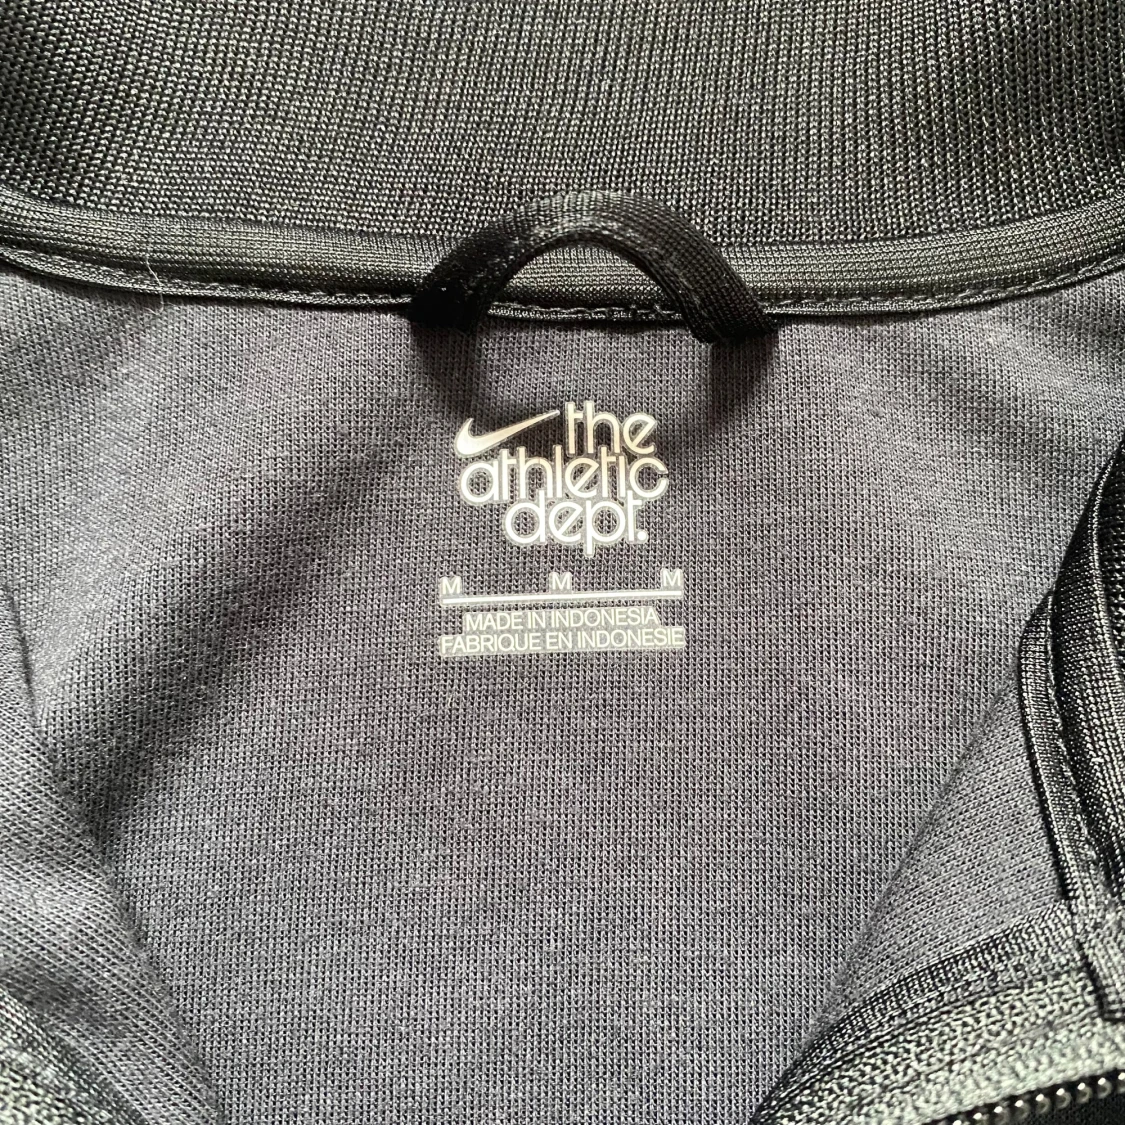 the
athletic
dept.
M M M
MADE IN INDONESIA
FABRIQUE EN INDONESIE